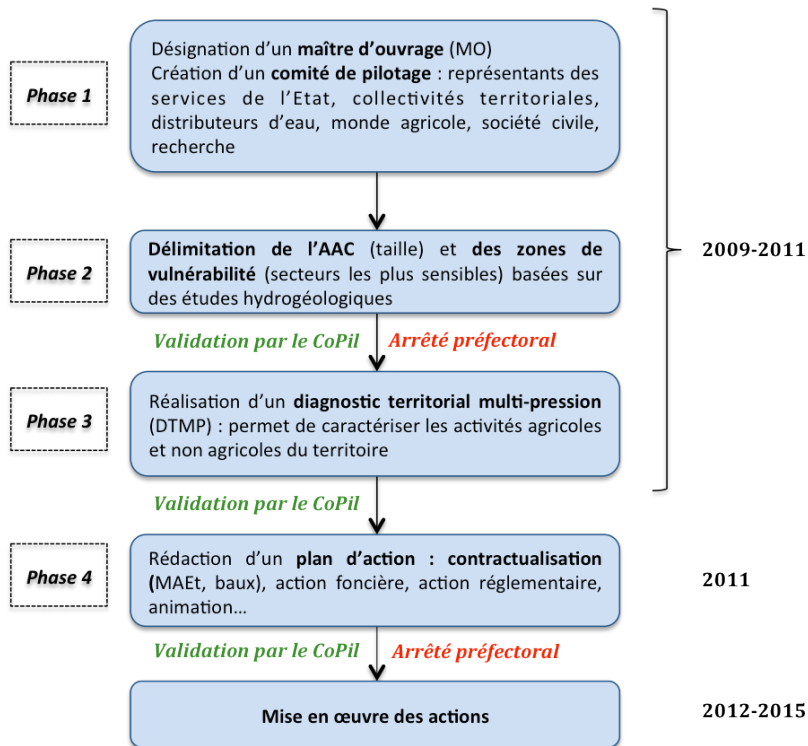 Phase 1
Désignation d’un maître d’ouvrage (MO)
Création d’un comité de pilotage : représentants des
services de l’Etat, collectivités territoriales,
distributeurs d’eau, monde agricole, société civile,
recherche
2009-2011
Phase 2
Délimitation de l’AAC (taille) et des zones de
vulnérabilité (secteurs les plus sensibles) basées sur
des études hydrogéologiques
Validation par le CoPil Arrêté préfectoral
Phase 3
Réalisation d’un diagnostic territorial multi-pression
(DTMP) : permet de caractériser les activités agricoles
et non agricoles du territoire
Validation par le CoPil
Phase 4
Rédaction d’un plan d’action : contractualisation
(MAEt, baux), action foncière, action réglementaire,
animation…
2011
Validation par le CoPil Arrêté préfectoral
Mise en œuvre des actions
2012-2015